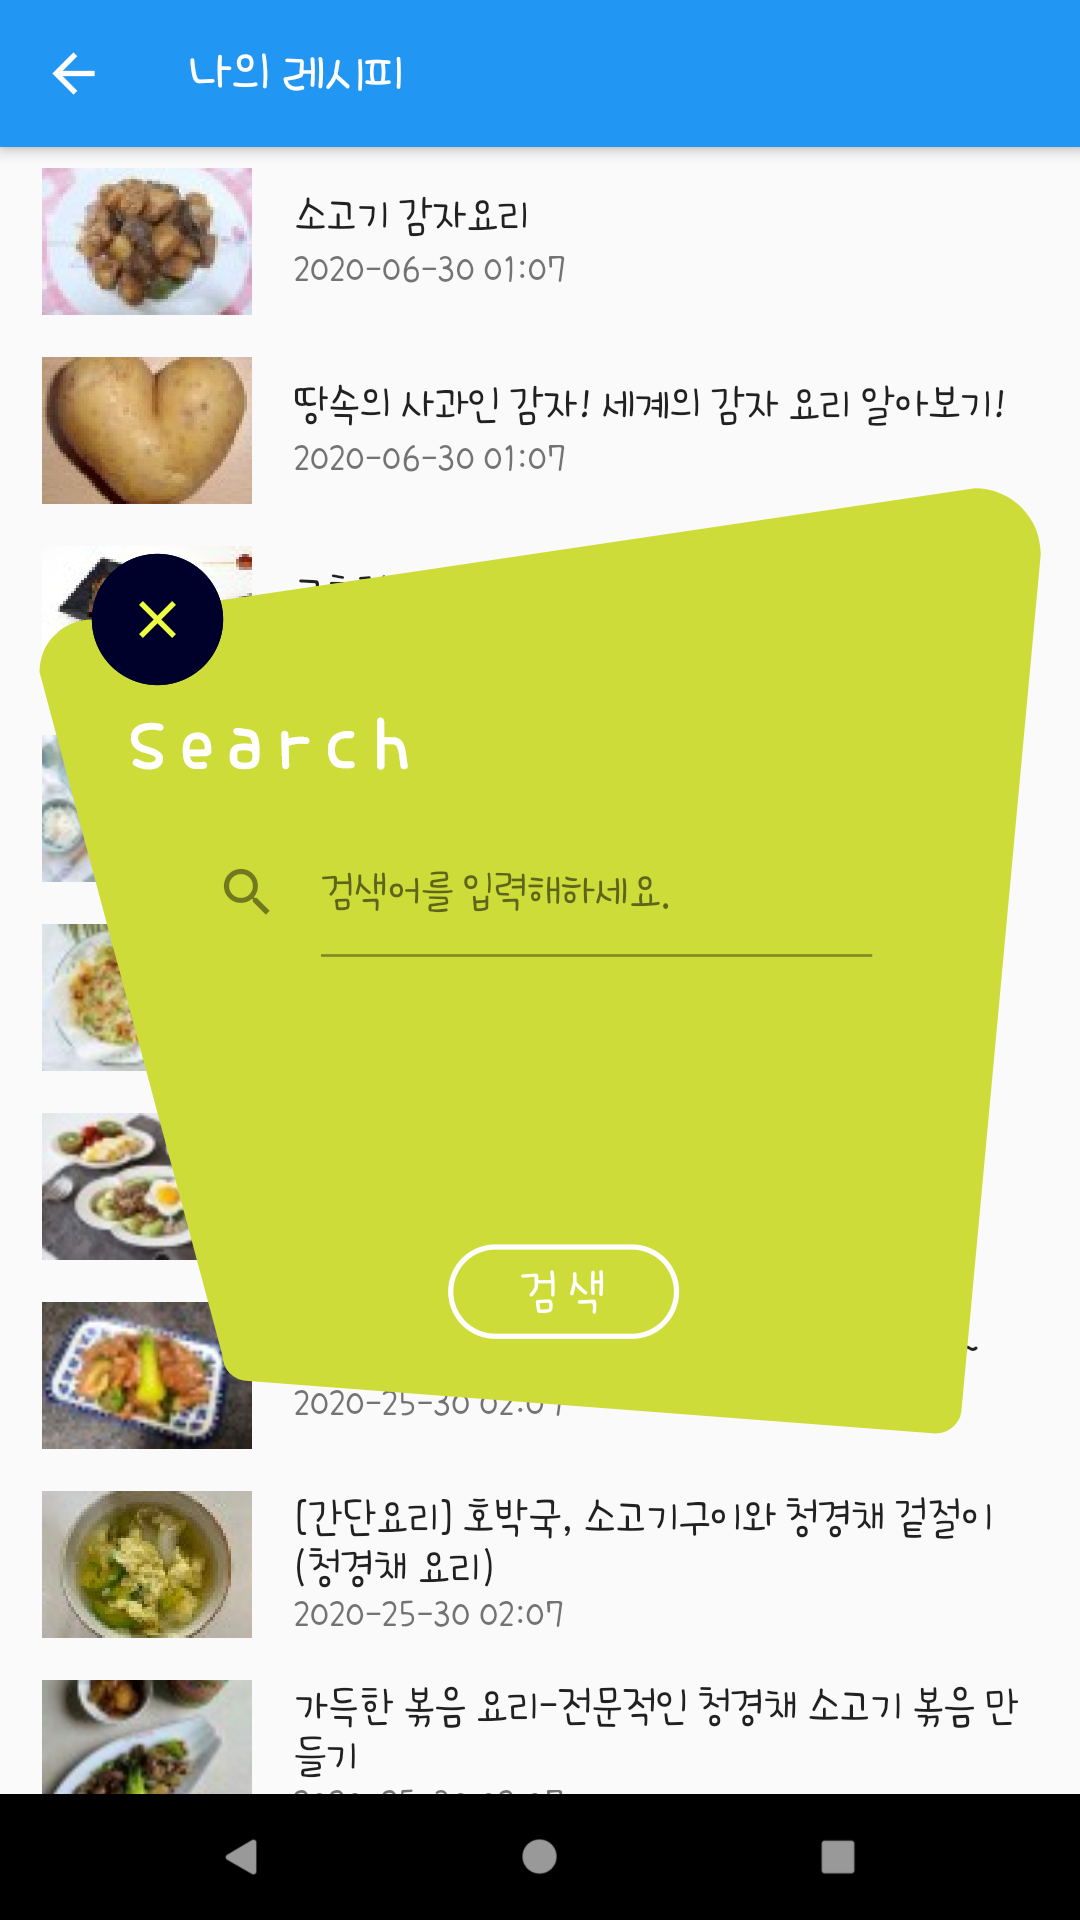 나의 레시피
소고기 감자요리
2020-06-30 01:07
땅속의 사과인 감자! 세계의 감자 요리 알아보기!
2020-06-30 01:07
Search
검색어를 입력해하세요.
검색
~
2020-25-30 02:07
[간단요리] 호박국, 소고기구이와 청경채 겉절이
(청경채 요리)
2020-25-30 02:07
가득한 볶음 요리-전문적인 청경채 소고기 볶음 만
들기